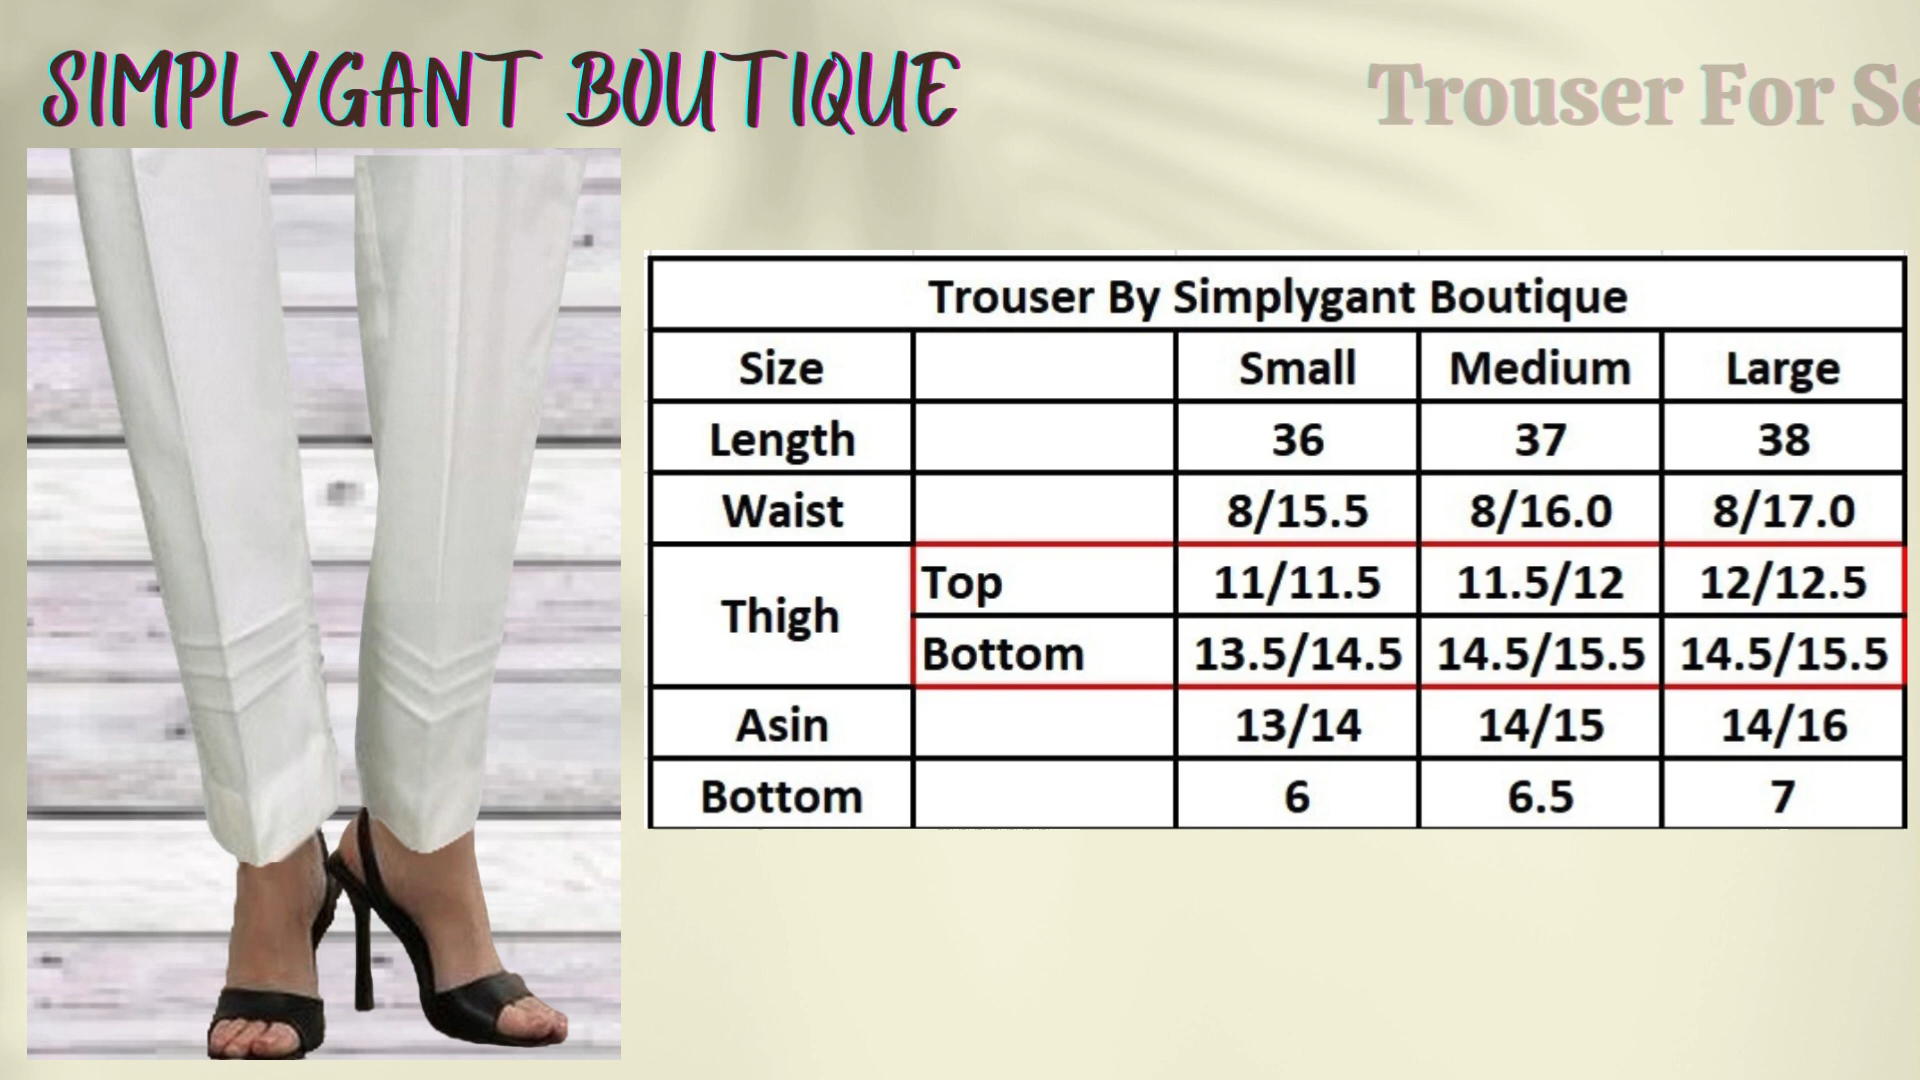 SIMPLYGANT BOUTIQUE
Trouser For
Trouser By Simplygant Boutique
Size Small Medium Large
Length 36 37 38
Waist 8/15.5 8/16.0 8/17.0
Thigh Top 11/11.5 11.5/12 12/12.5
Bottom 13.5/14.5 14.5/15.5 14.5/15.5
Asin 13/14 14/15 14/16
Bottom 6 6.5 7